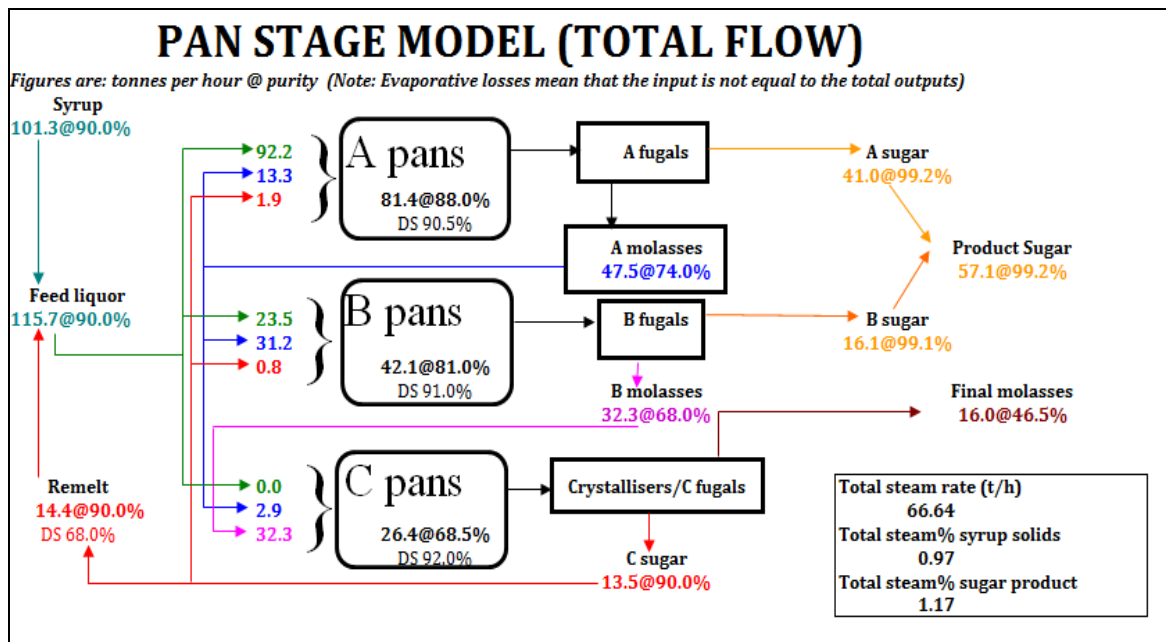 PAN STAGE MODEL (TOTAL FLOW)
Figures are: tonnes per hour @ purity (Note: Evaporative losses mean that the input is not equal to the total outputs)
Syrup
101.3@90.0%
92.2
13.3
1.9
A pans
81.4@88.0%
DS 90.5%
A fugals
A sugar
41.0@99.2%
A molasses
47.5@74.0%
Product Sugar
57.1@99.2%
Feed liquor
115.7@90.0%
23.5
31.2
0.8
B pans
42.1@81.0%
DS 91.0%
B fugals
B sugar
16.1@99.1%
B molasses
32.3@68.0%
Final molasses
16.0@46.5%
Remelt
14.4@90.0%
DS 68.0%
0.0
2.9
32.3
C pans
26.4@68.5%
DS 92.0%
Crystallisers/C fugals
C sugar
13.5@90.0%
Total steam rate (t/h)
66.64
Total steam% syrup solids
0.97
Total steam% sugar product
1.17